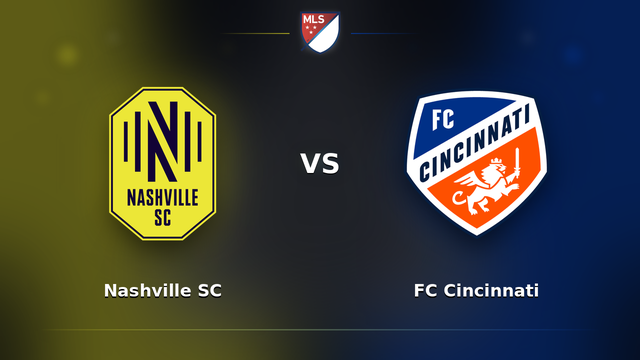 MLS
VS
NASHVILLE
SC
FC
CINCINNATI
Nashville SC
FC Cincinnati